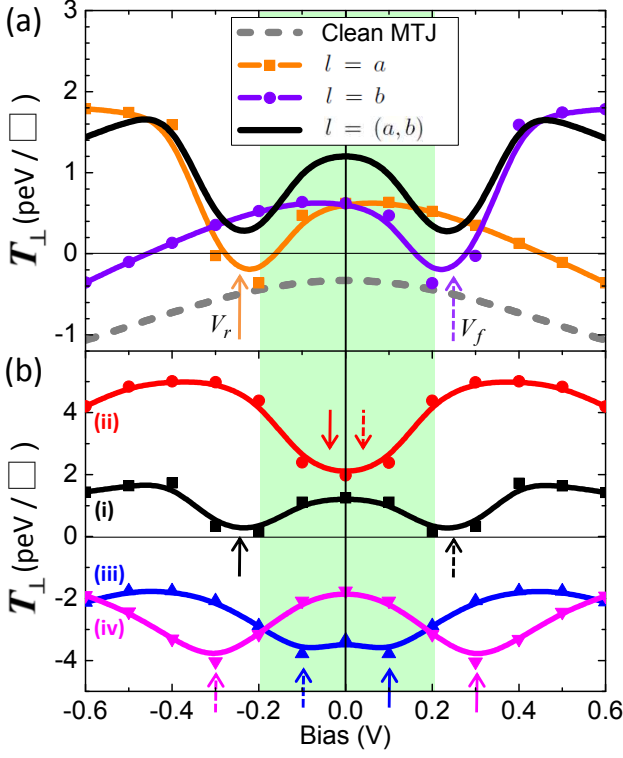 (a)
Clean MTJ
l = a
l = b
l = (a, b)
T⊥ (peV / □)
3
2
1
0
-1
V_r
V_f
(b)
(ii)
(i)
(iii)
(iv)
T⊥ (peV / □)
4
2
0
-2
-4
-0.6 -0.4 -0.2 0.0 0.2 0.4 0.6
Bias (V)